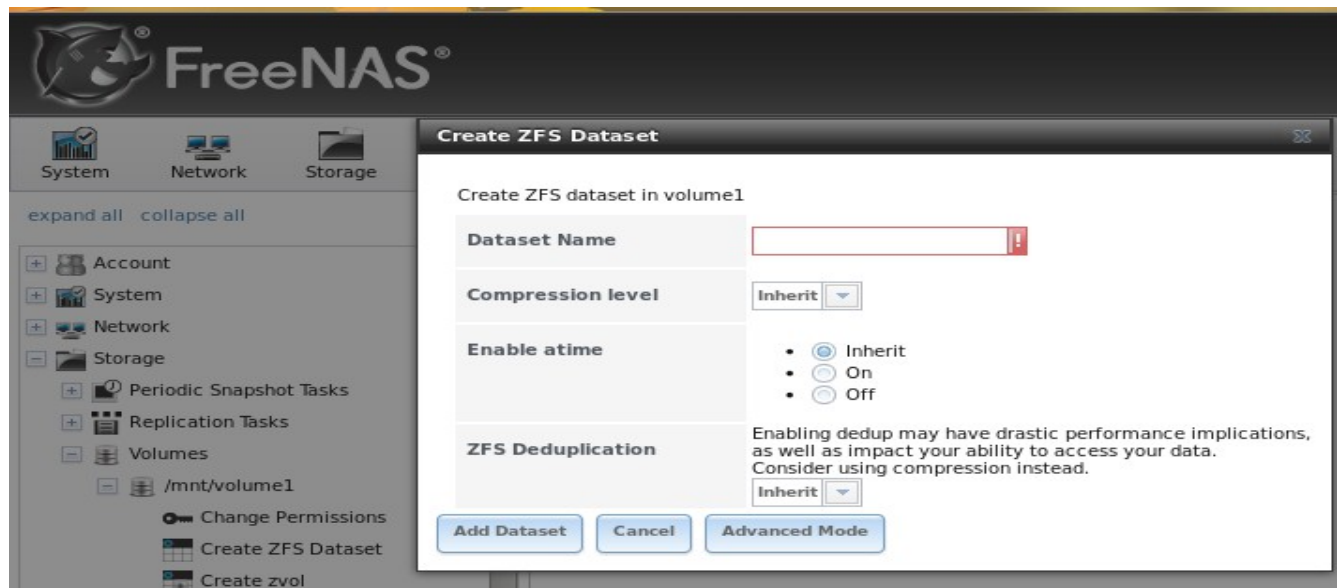 FreeNAS®
System Network Storage
expand all collapse all
Account
System
Network
Storage
Periodic Snapshot Tasks
Replication Tasks
Volumes
/mnt/volume1
Change Permissions
Create ZFS Dataset
Create zvol
Create ZFS Dataset
Create ZFS dataset in volume1
Dataset Name
!
Compression level
Inherit
Enable atime
• Inherit
• On
• Off
ZFS Deduplication
Enabling dedup may have drastic performance implications,
as well as impact your ability to access your data.
Consider using compression instead.
Inherit
Add Dataset Cancel Advanced Mode